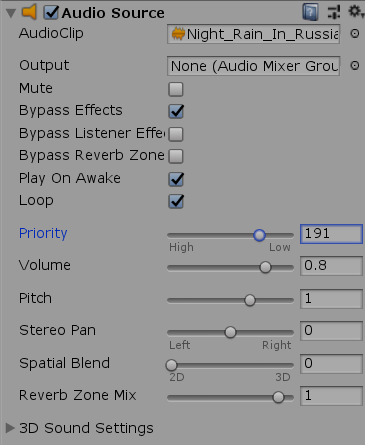 Audio Source
AudioClip Night_Rain_In_Russia
Output None (Audio Mixer Grou
Mute
Bypass Effects
Bypass Listener Effe
Bypass Reverb Zone
Play On Awake
Loop
Priority 191
High Low
Volume 0.8
Pitch 1
Stereo Pan 0
Left Right
Spatial Blend 0
2D 3D
Reverb Zone Mix 1
3D Sound Settings